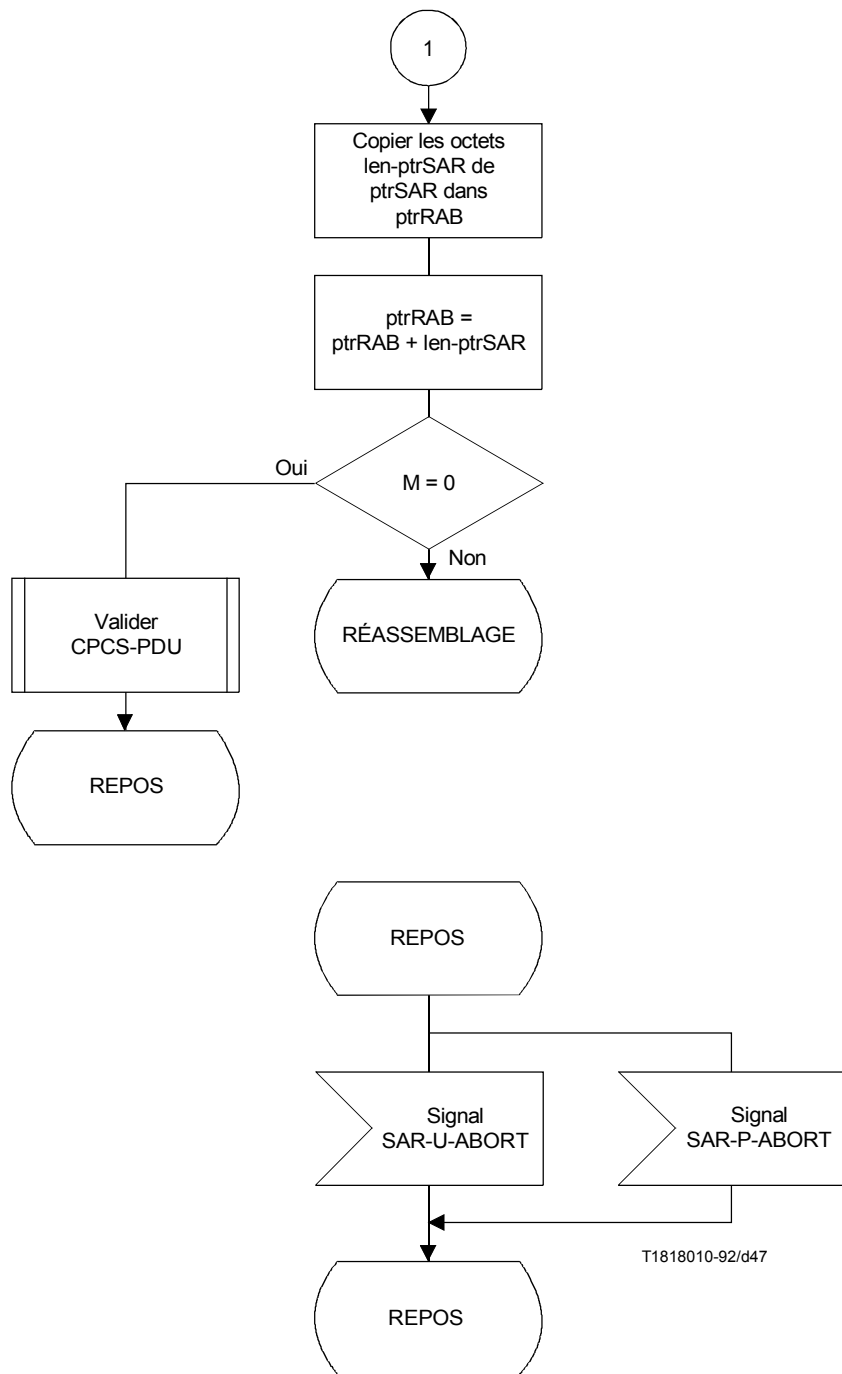 1
Copier les octets
len-ptrSAR de
ptrSAR dans
ptrRAB
ptrRAB =
ptrRAB + len-ptrSAR
Oui
M = 0
Non
Valider
CPCS-PDU
RÉASSEMBLAGE
REPOS
REPOS
Signal
SAR-U-ABORT
Signal
SAR-P-ABORT
T1818010-92/d47
REPOS